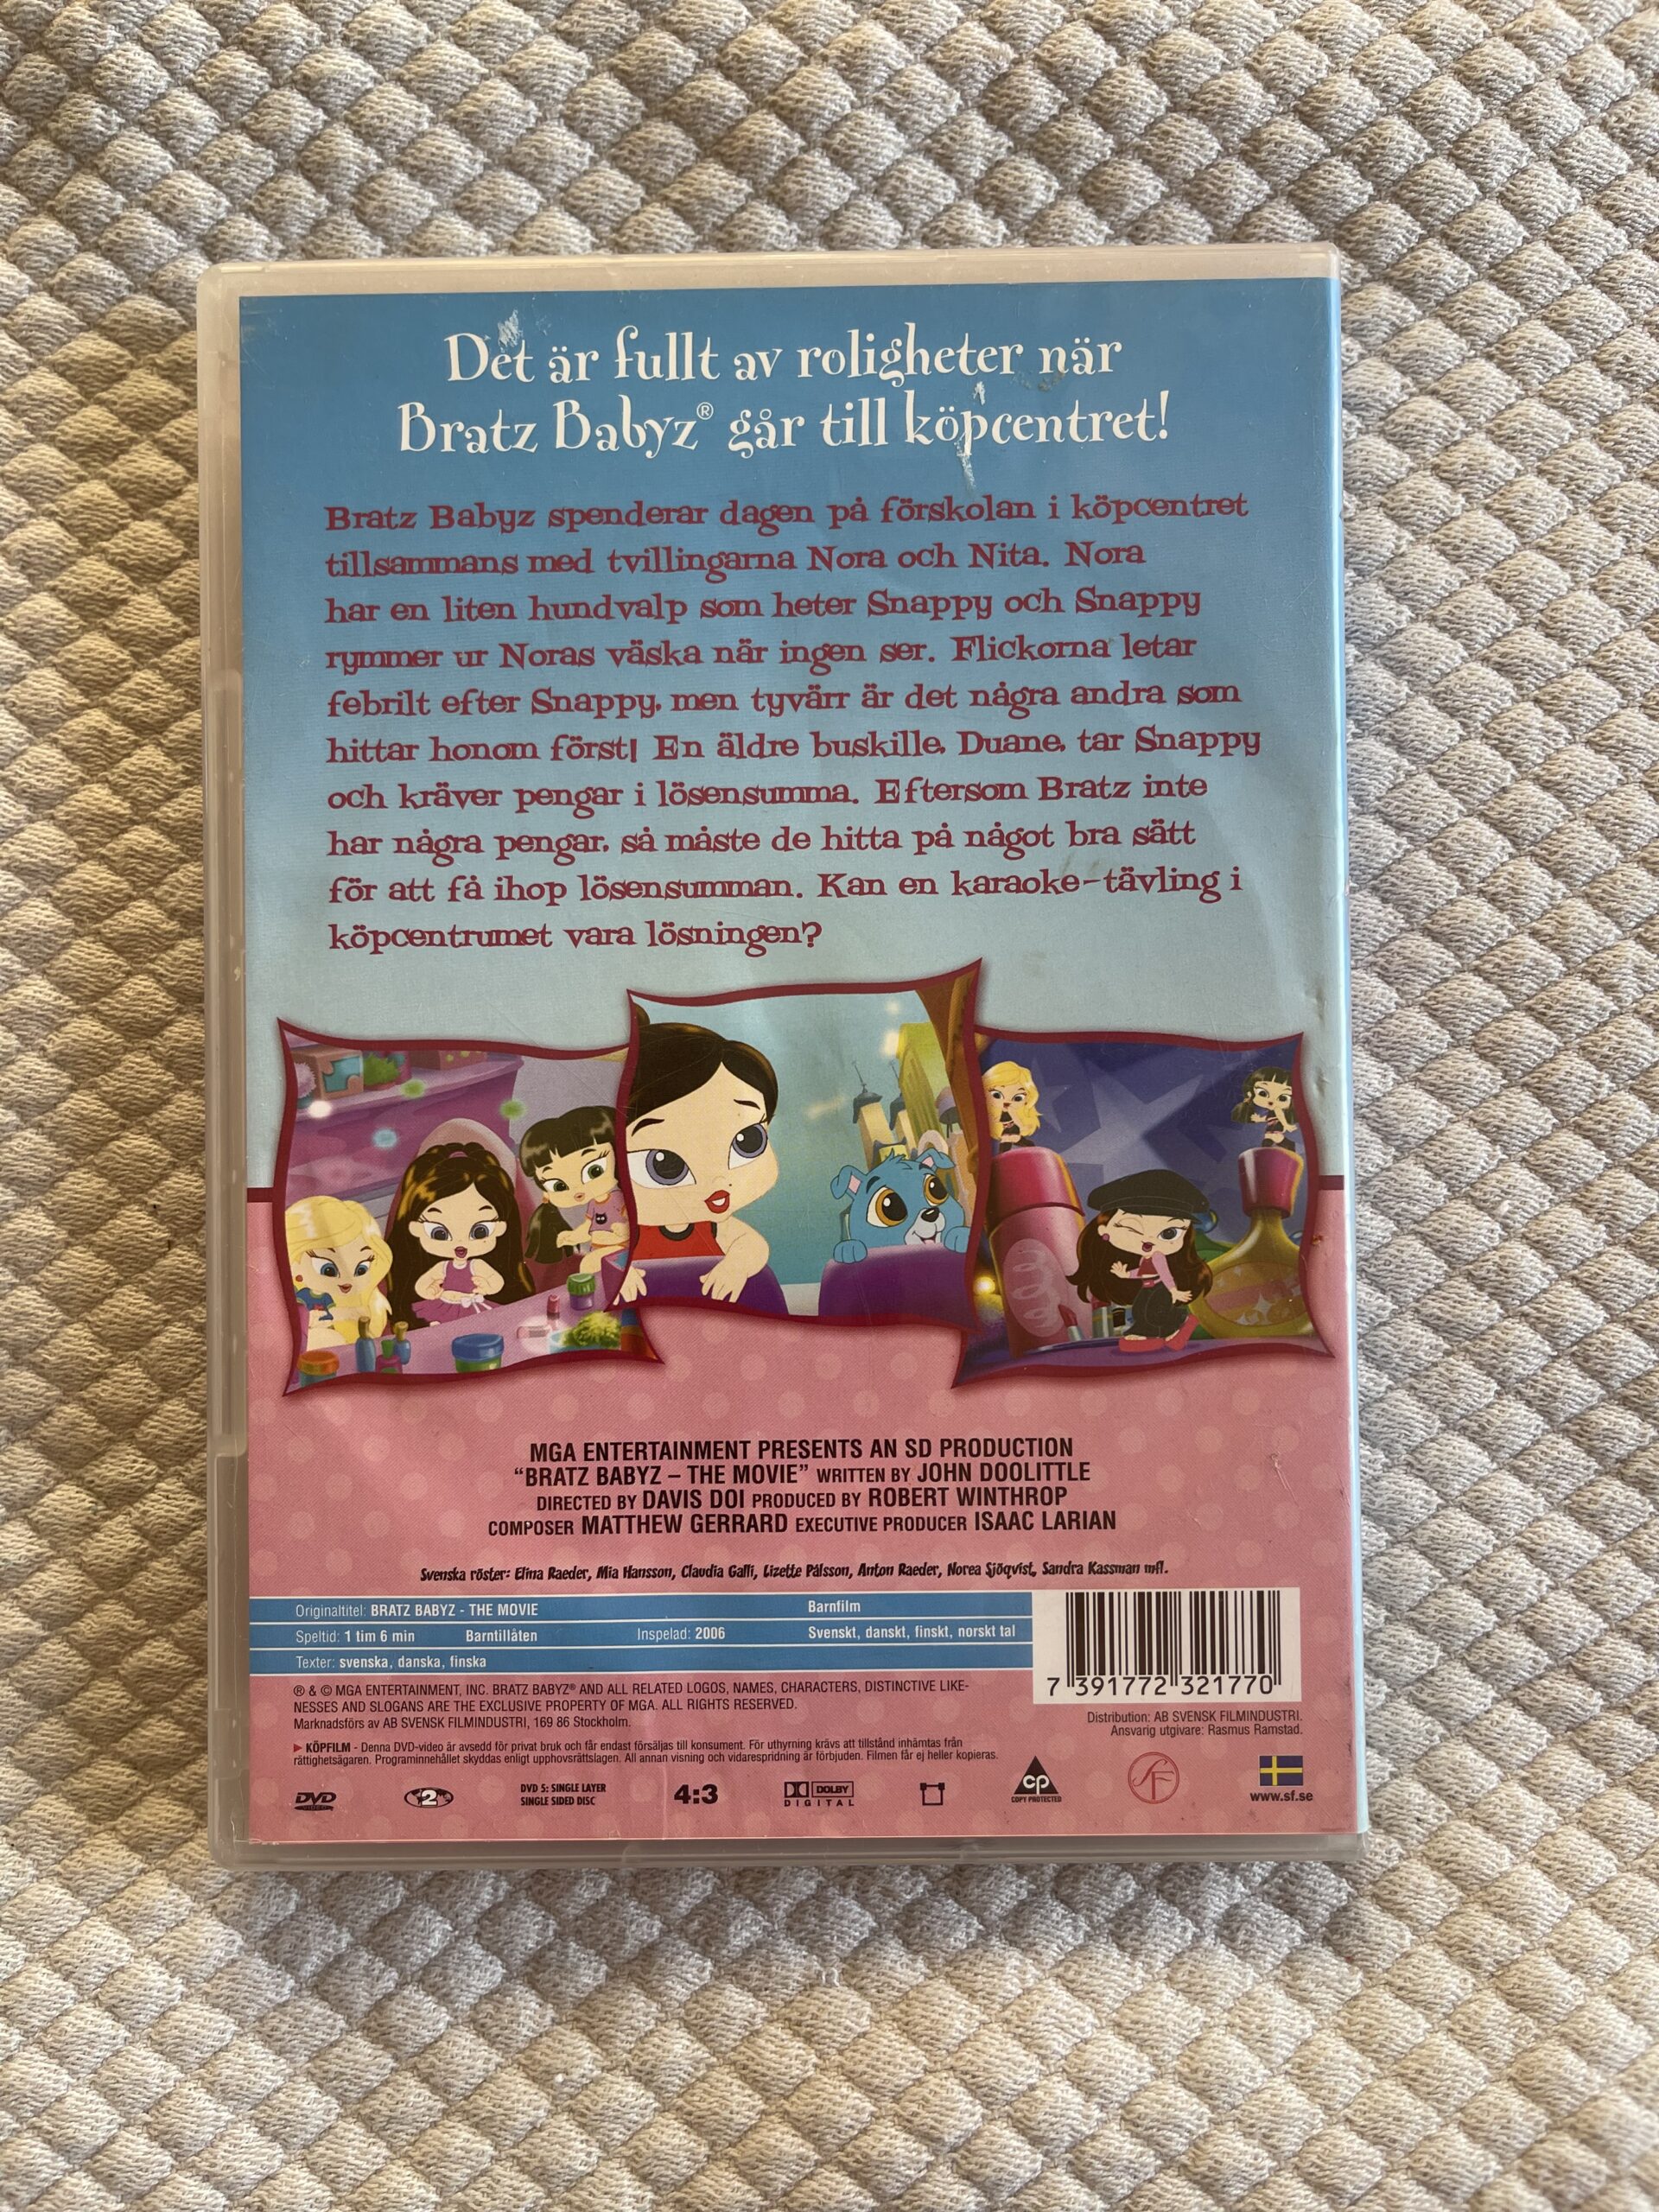 Det är fullt av roligheter när
Bratz Babyz® går till köpcentret!
Bratz Babyz spenderar dagen på förskolan i köpcentret
tillsammans med tvillingarna Nora och Nita. Nora
har en liten hundvalp som heter Snappy och Snappy
rymmer ur Noras väska när ingen ser. Flickorna letar
febrilt efter Snappy, men tyvärr är det några andra som
hittar honom först! En äldre buskille, Duane, tar Snappy
och kräver pengar i lösensumma. Eftersom Bratz inte
har några pengar, så måste de hitta på något bra sätt
för att få ihop lösensumman. Kan en karaoke-tävling i
köpcentrumet vara lösningen?
MGA ENTERTAINMENT PRESENTS AN SD PRODUCTION
"BRATZ BABYZ – THE MOVIE" WRITTEN BY JOHN DOOLITTLE
DIRECTED BY DAVIS DOI PRODUCED BY ROBERT WINTHROP
COMPOSER MATTHEW GERRARD EXECUTIVE PRODUCER ISAAC LARIAN
Svenska röster: Elina Raeder, Mia Hansson, Claudia Galli, Lizette Pålsson, Anton Raeder, Norea Sjöqvist, Sandra Kassman mfl.
Originaltitel: BRATZ BABYZ - THE MOVIE Barnfilm
Speltid: 1 tim 6 min Barntillåten Inspelad: 2006 Svenskt, danskt, finskt, norskt tal
Texter: svenska, danska, finska
7 391772 321770
® & © MGA ENTERTAINMENT, INC. BRATZ BABYZ® AND ALL RELATED LOGOS, NAMES, CHARACTERS, DISTINCTIVE LIKE-
NESSES AND SLOGANS ARE THE EXCLUSIVE PROPERTY OF MGA. ALL RIGHTS RESERVED.
Marknadsförs av AB SVENSK FILMINDUSTRI, 169 86 Stockholm.
Distribution: AB SVENSK FILMINDUSTRI.
Ansvarig utgivare: Rasmus Ramstad.
► KÖPFILM - Denna DVD-video är avsedd för privat bruk och får endast försäljas till konsument. För uthyrning krävs att tillstånd inhämtas från
rättighetsägaren. Programinnehållet skyddas enligt upphovsrättslagen. All annan visning och vidarespridning är förbjuden. Filmen får ej heller kopieras.
DVD VIDEO
2
DVD 5: SINGLE LAYER
SINGLE SIDED DISC
4:3
DOLBY
DIGITAL
CP
COPY PROTECTED
SF
www.sf.se